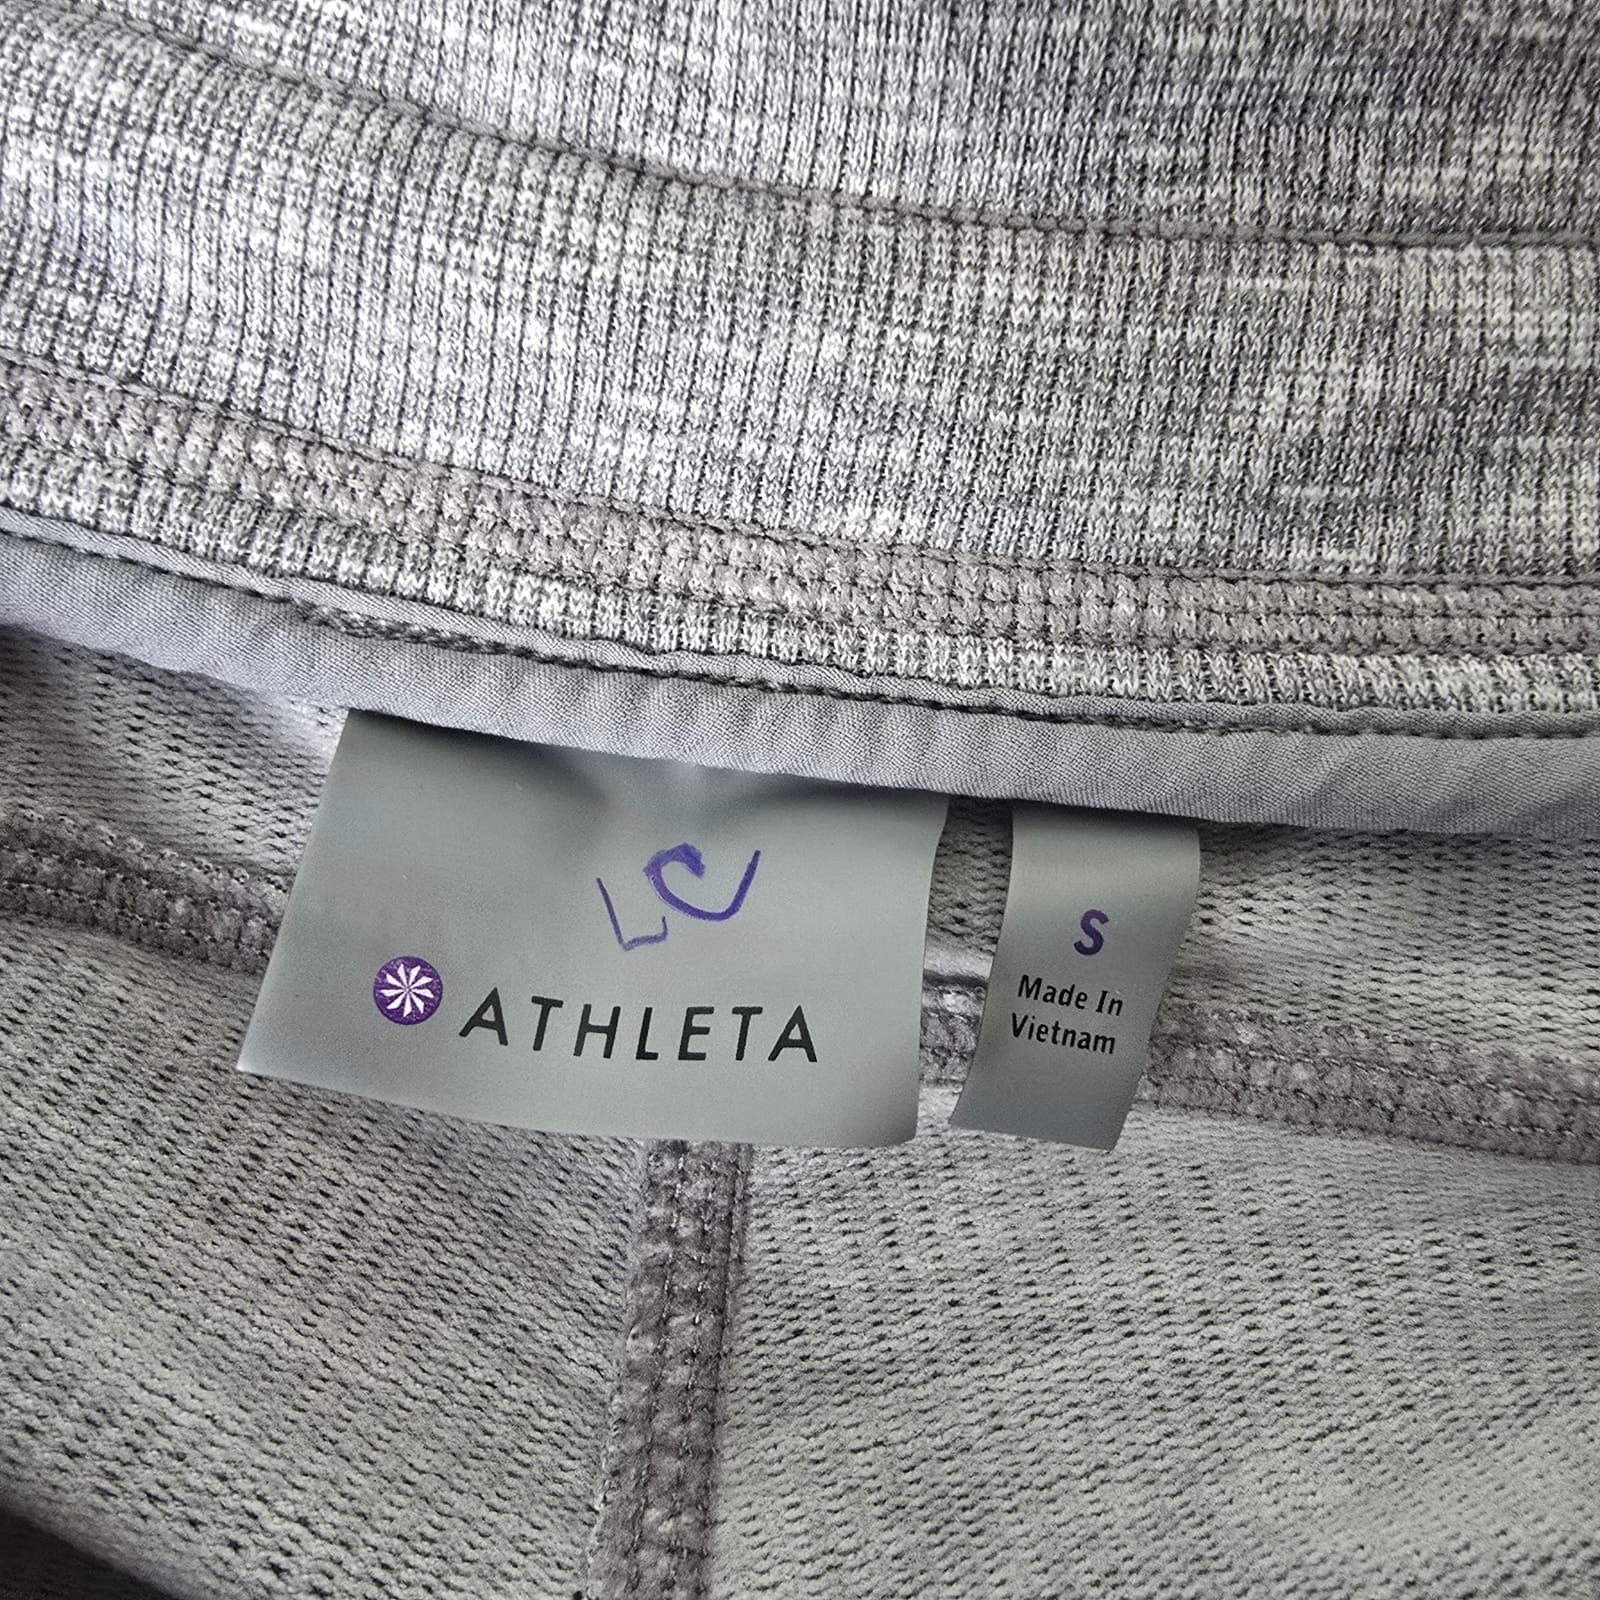 LC
ATHLETA
S
Made In
Vietnam